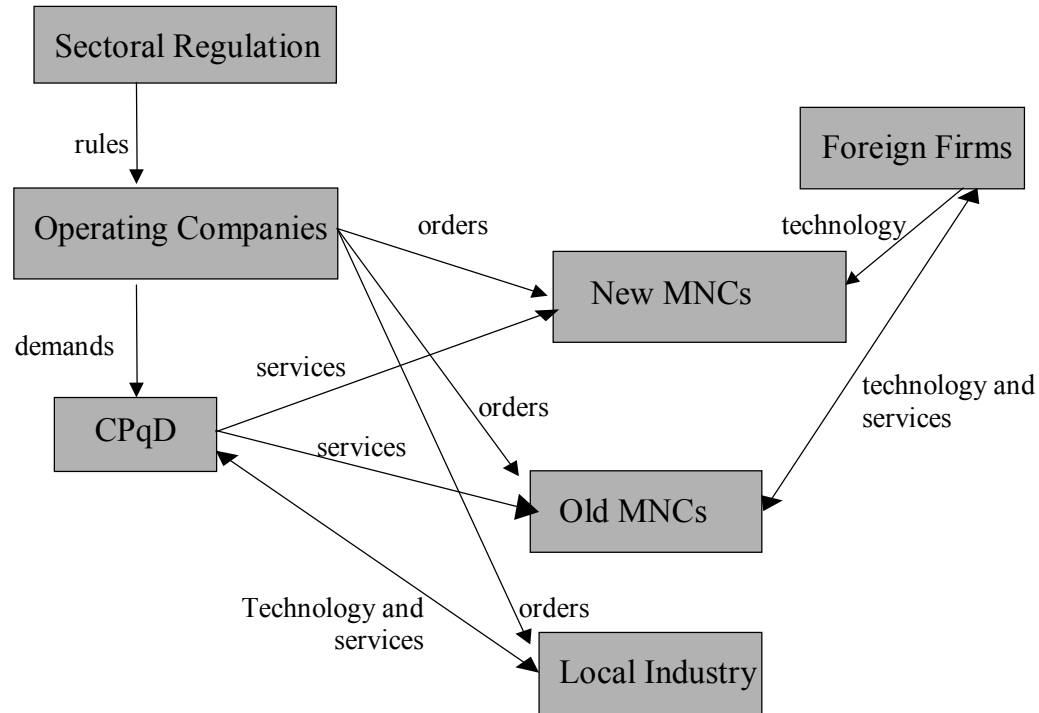 Sectoral Regulation
rules
Foreign Firms
Operating Companies
orders
technology
New MNCs
demands
services
technology and
services
orders
CPqD
services
Old MNCs
Technology and
services
orders
Local Industry